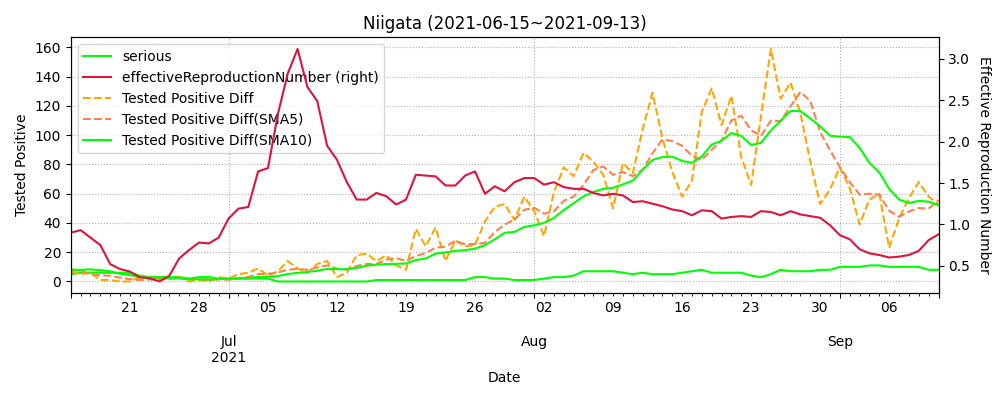 Niigata (2021-06-15~2021-09-13)
serious
effectiveReproductionNumber (right)
Tested Positive Diff
Tested Positive Diff(SMA5)
Tested Positive Diff(SMA10)
Tested Positive
160
140
120
100
80
60
40
20
0
Effective Reproduction Number
3.0
2.5
2.0
1.5
1.0
0.5
21 28 05 12 19 26 02 09 16 23 30 06
Jul Aug Sep
2021
Date